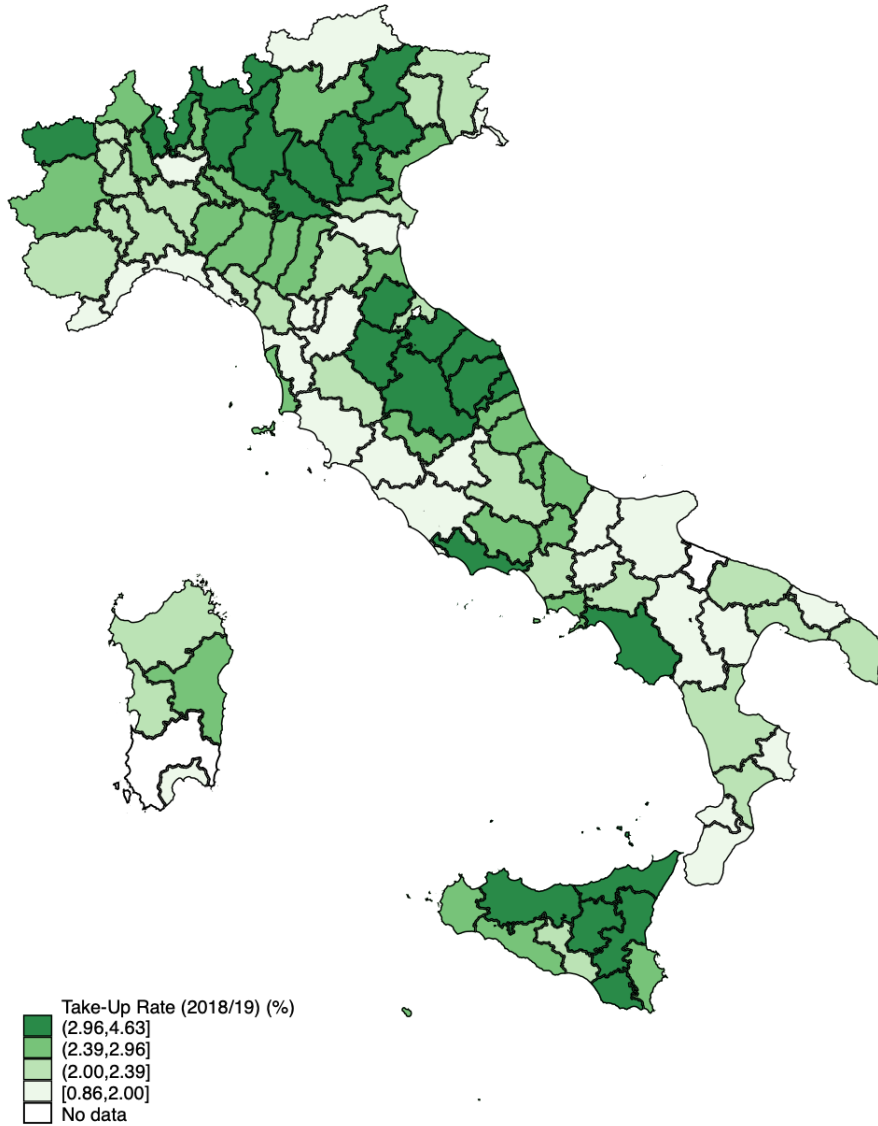 Take-Up Rate (2018/19) (%)
(2.96,4.63]
(2.39,2.96]
(2.00,2.39]
[0.86,2.00]
No data